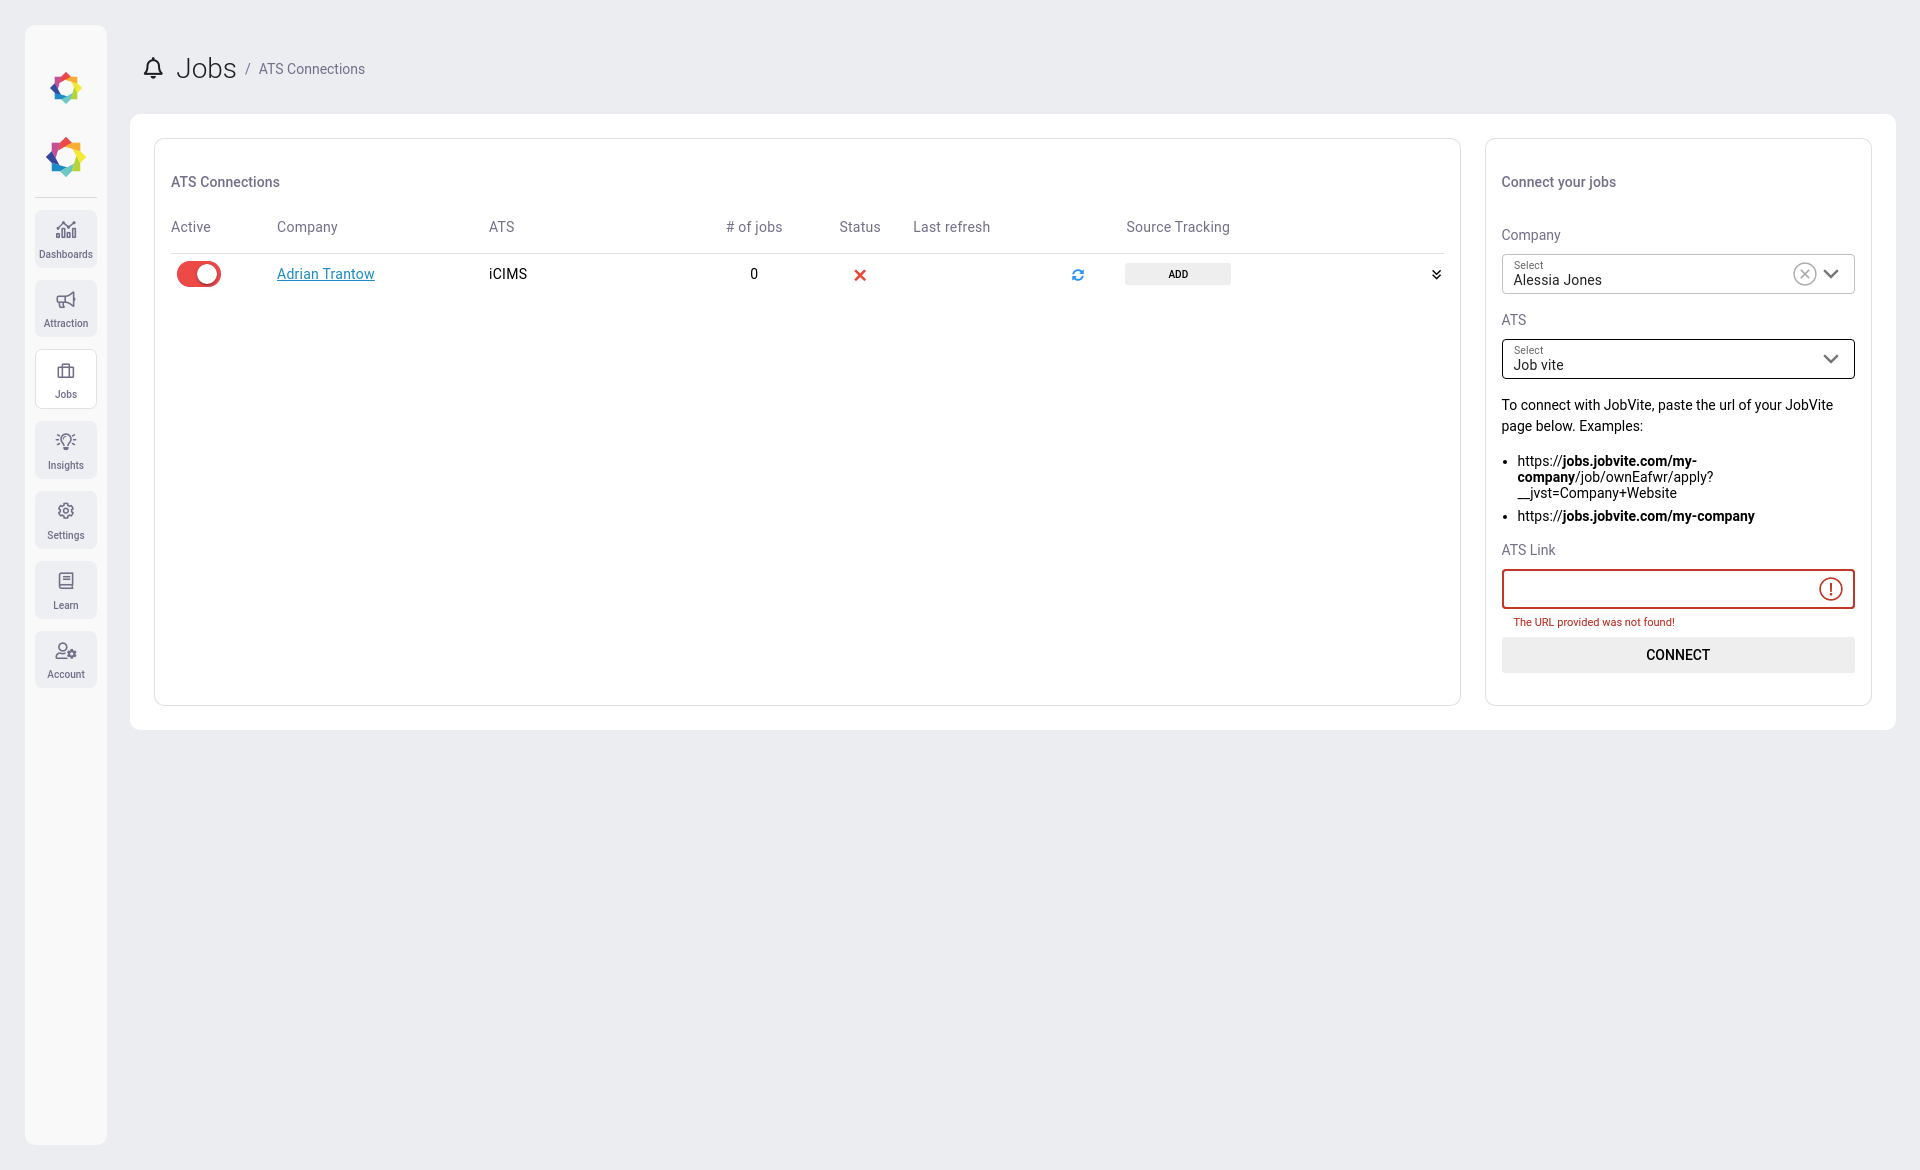 Jobs / ATS Connections
Dashboards
Attraction
Jobs
Insights
Settings
Learn
Account
ATS Connections
Active Company ATS # of jobs Status Last refresh Source Tracking
Adrian Trantow iCIMS 0 ADD
Connect your jobs
Company
Select
Alessia Jones
ATS
Select
Job vite
To connect with JobVite, paste the url of your JobVite
page below. Examples:
• https://jobs.jobvite.com/my-
company/job/ownEafwr/apply?
__jvst=Company+Website
• https://jobs.jobvite.com/my-company
ATS Link
The URL provided was not found!
CONNECT